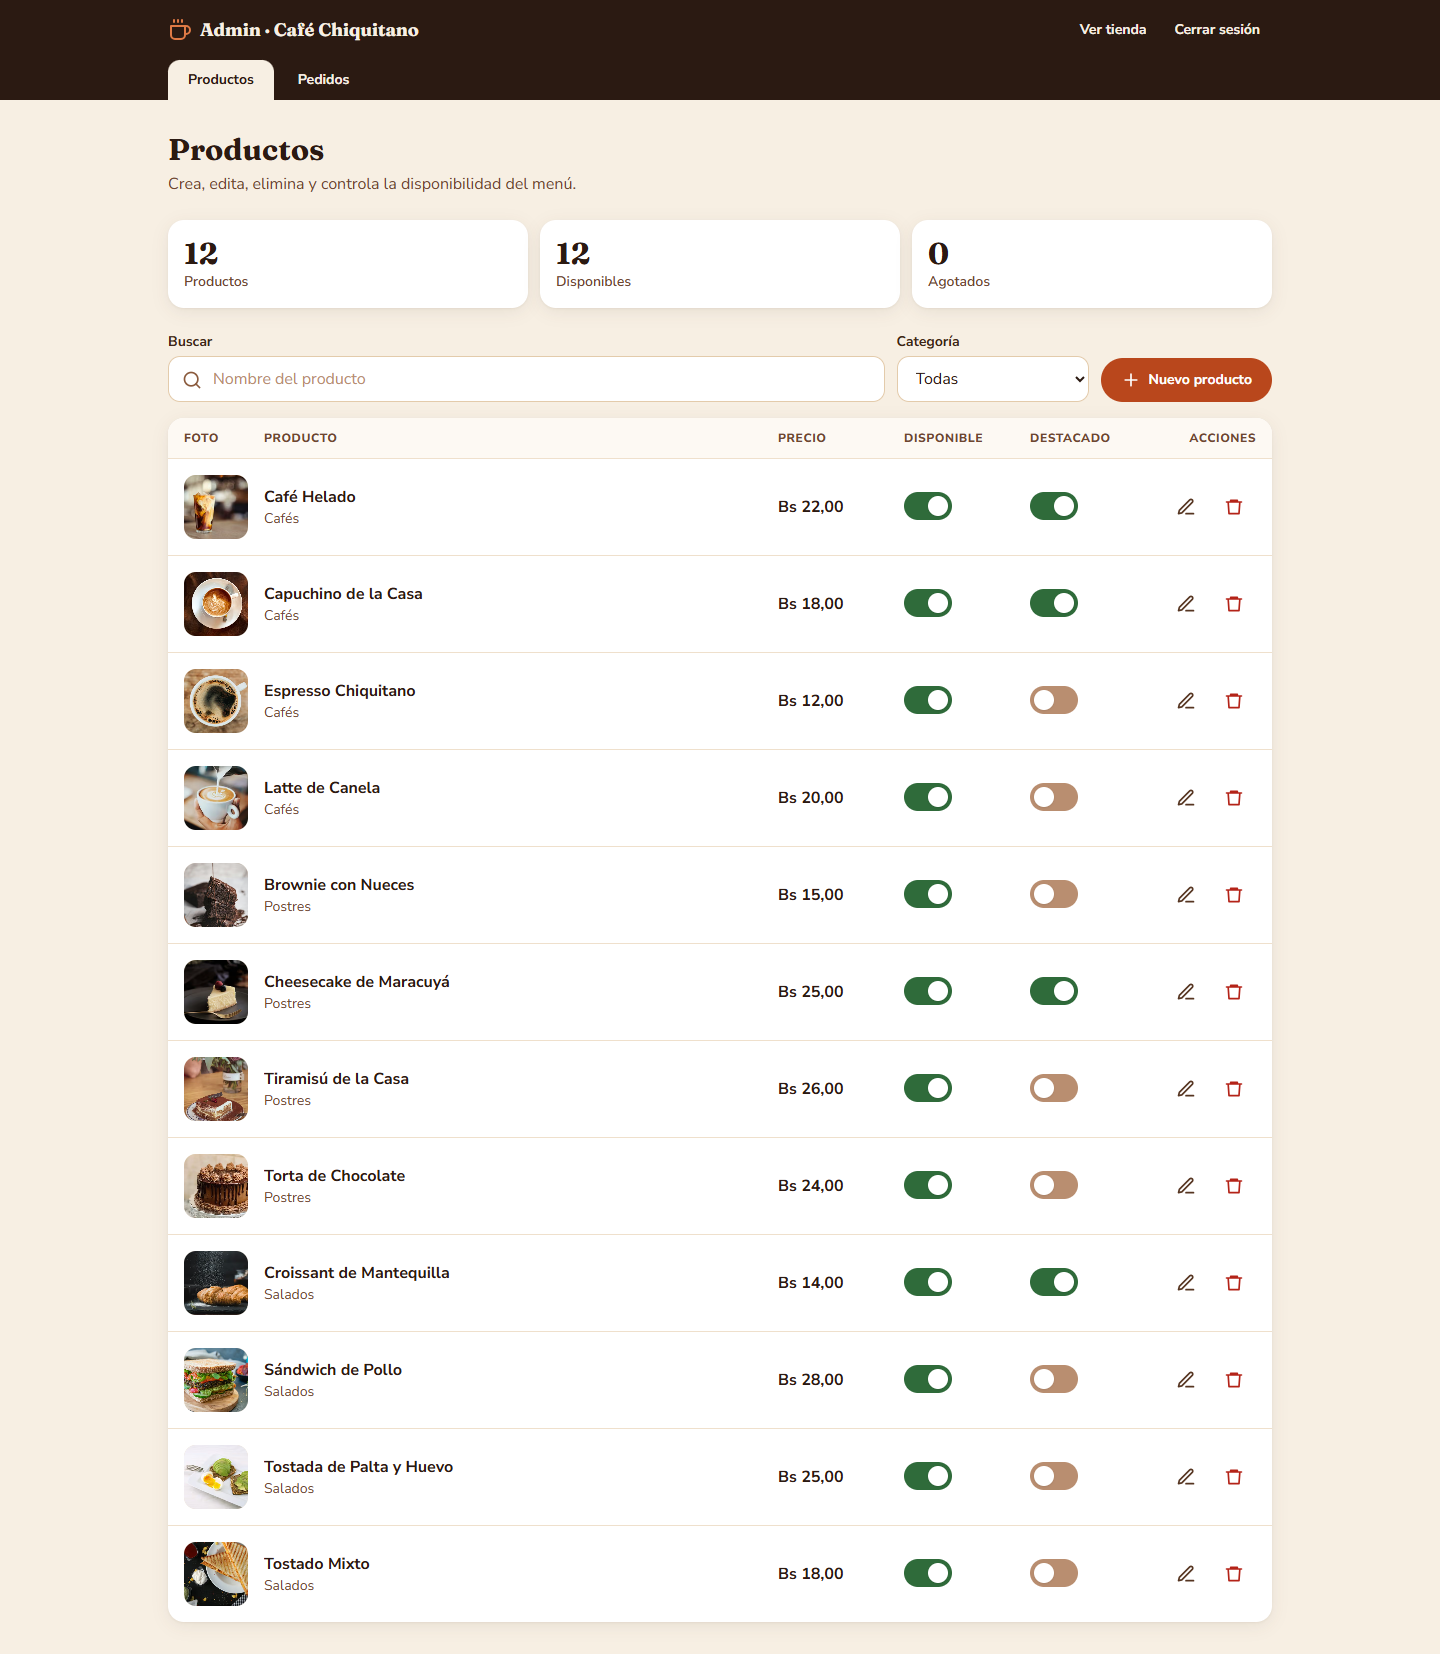 Admin · Café Chiquitano
Ver tienda
Cerrar sesión
Productos
Pedidos
Productos
Crea, edita, elimina y controla la disponibilidad del menú.
12
Productos
12
Disponibles
0
Agotados
Buscar
Nombre del producto
Categoría
Todas
Nuevo producto
FOTO PRODUCTO PRECIO DISPONIBLE DESTACADO ACCIONES
Café Helado
Cafés
Bs 22,00
Capuchino de la Casa
Cafés
Bs 18,00
Espresso Chiquitano
Cafés
Bs 12,00
Latte de Canela
Cafés
Bs 20,00
Brownie con Nueces
Postres
Bs 15,00
Cheesecake de Maracuyá
Postres
Bs 25,00
Tiramisú de la Casa
Postres
Bs 26,00
Torta de Chocolate
Postres
Bs 24,00
Croissant de Mantequilla
Salados
Bs 14,00
Sándwich de Pollo
Salados
Bs 28,00
Tostada de Palta y Huevo
Salados
Bs 25,00
Tostado Mixto
Salados
Bs 18,00